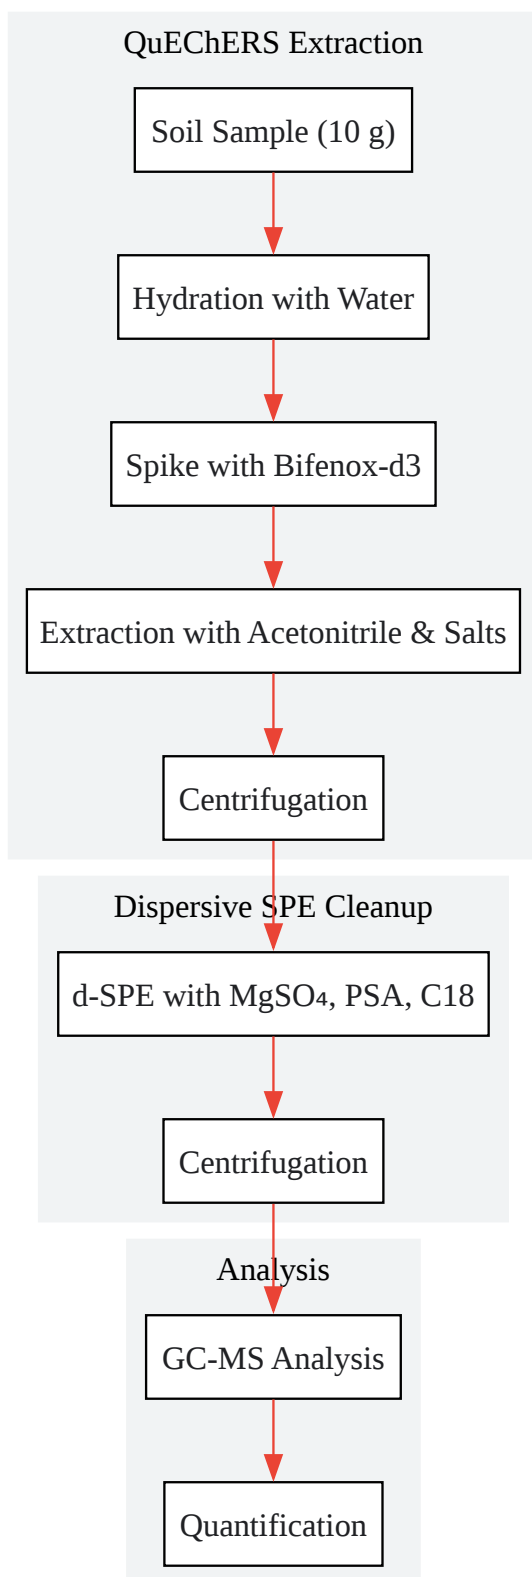 QuEChERS Extraction
Soil Sample (10 g)
Hydration with Water
Spike with Bifenox-d3
Extraction with Acetonitrile & Salts
Centrifugation
Dispersive SPE Cleanup
d-SPE with MgSO₄, PSA, C18
Centrifugation
Analysis
GC-MS Analysis
Quantification